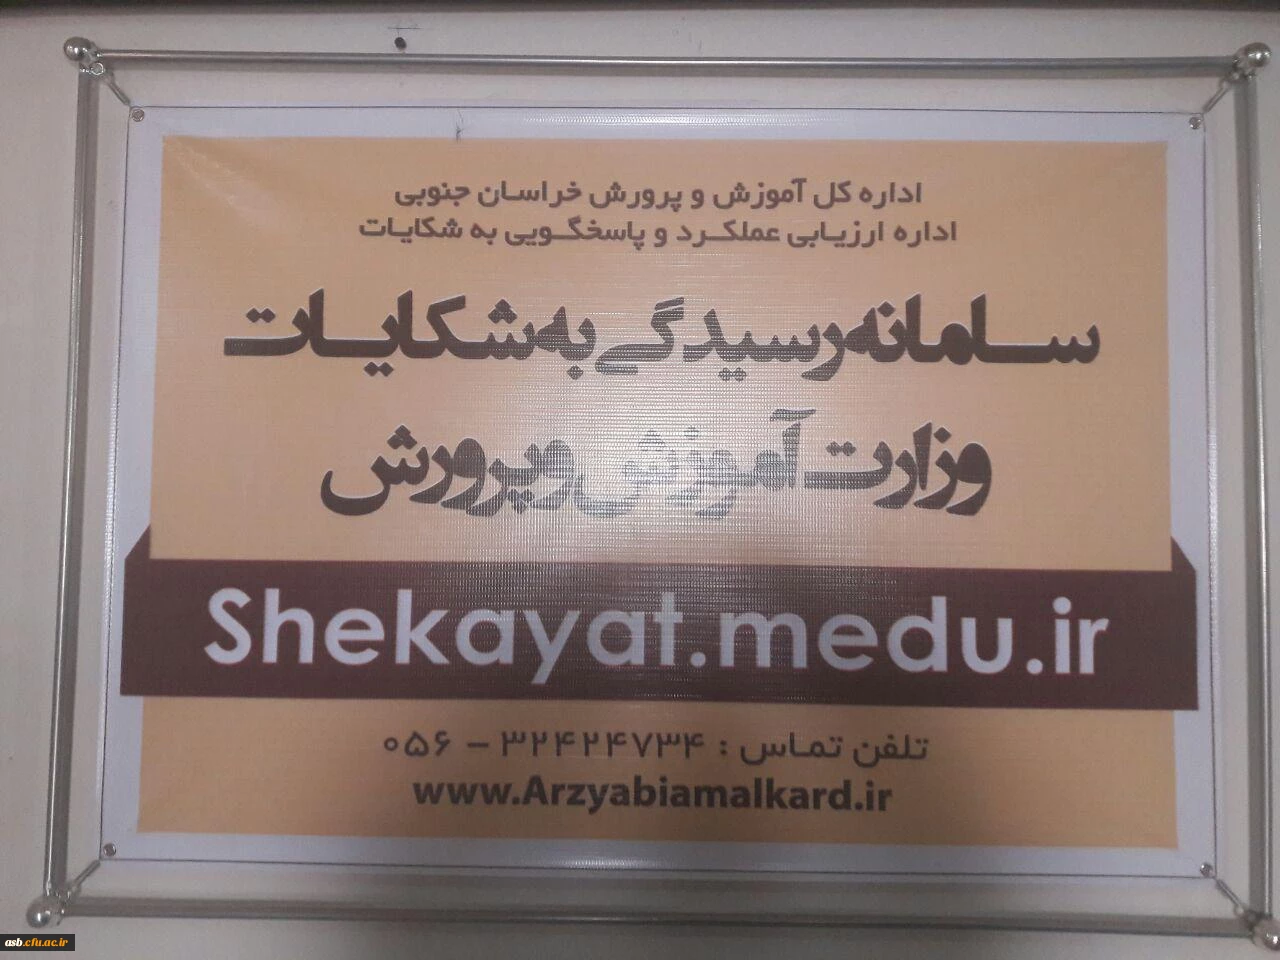 اداره کل آموزش و پرورش خراسان جنوبی
اداره ارزیابی عملکرد و پاسخگویی به شکایات
سامانه رسیدگی به شکایات
وزارت آموزش و پرورش
Shekayat.medu.ir
تلفن تماس : ۳۲۴۲۴۷۳۴ - ۰۵۶
www.Arzyabiamalkard.ir
asb.cfu.ac.ir